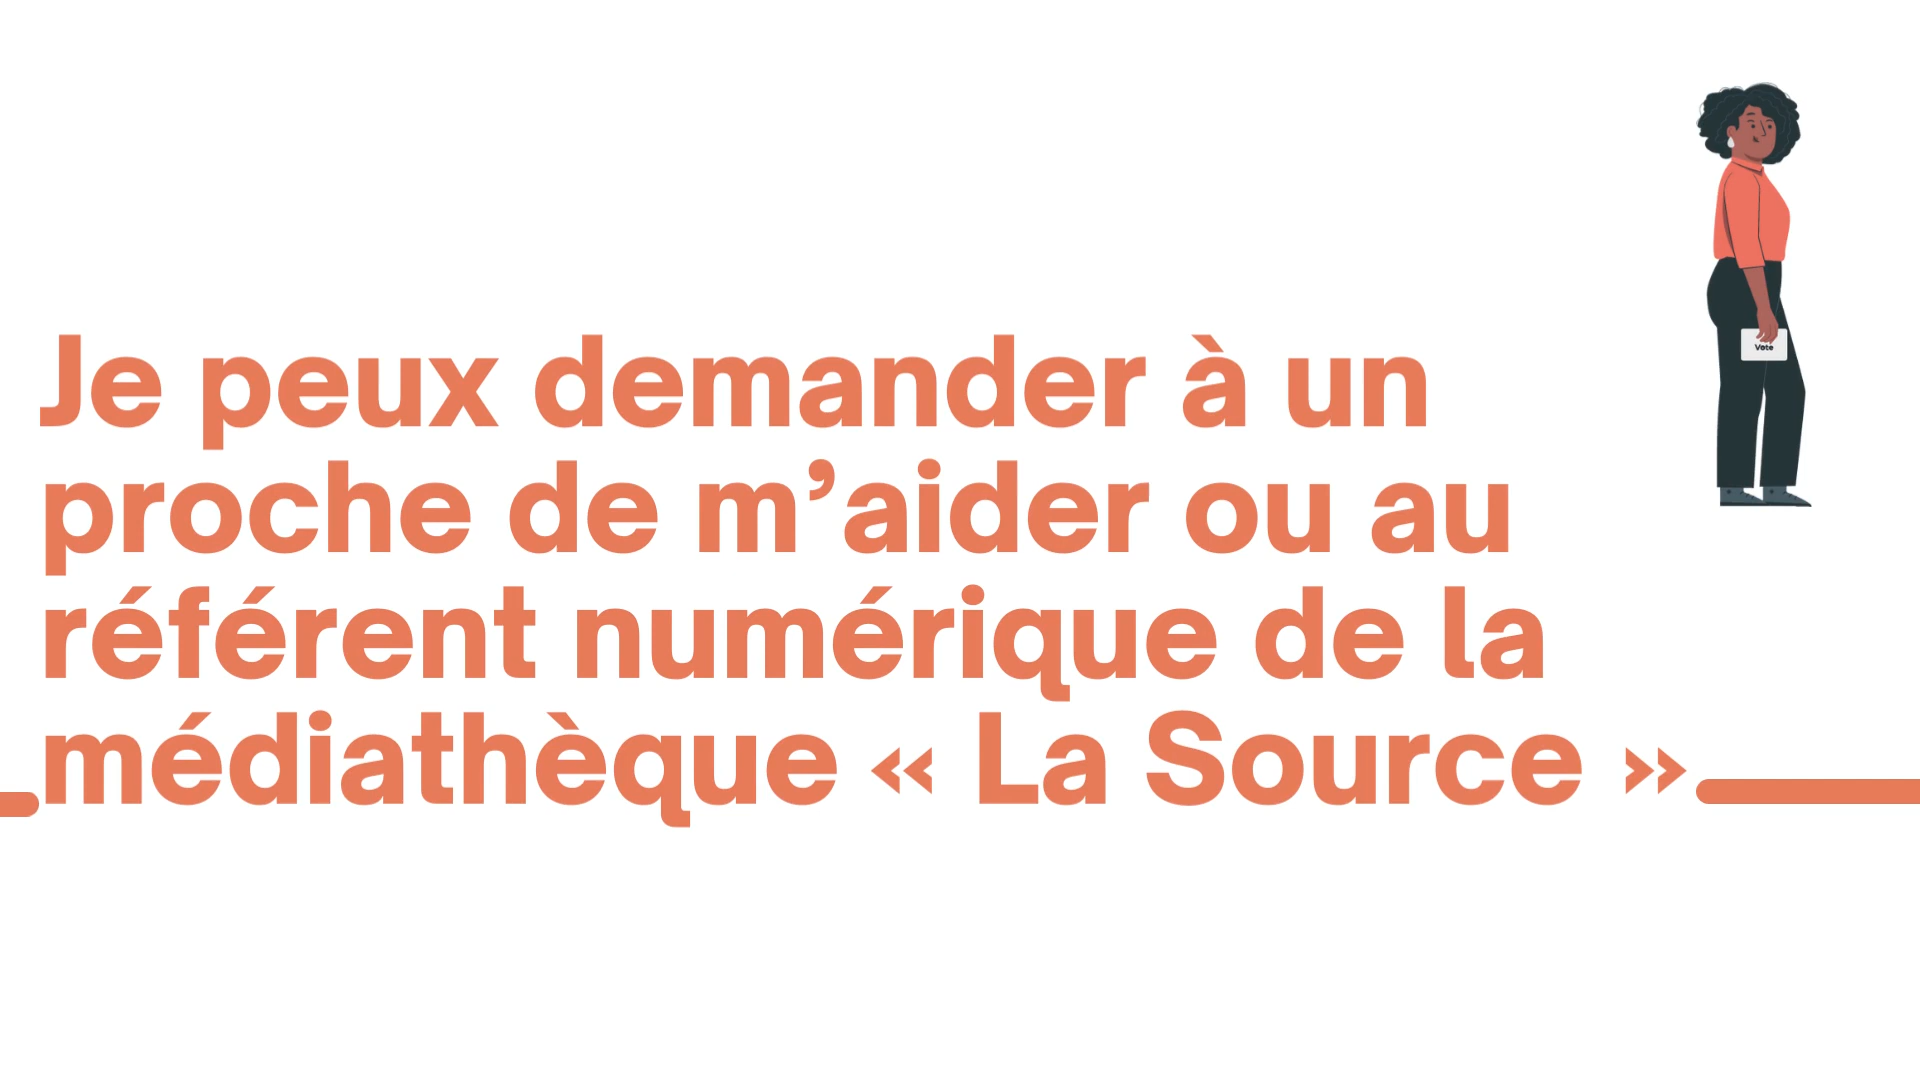 Vote
Je peux demander à un
proche de m’aider ou au
référent numérique de la
médiathèque « La Source »